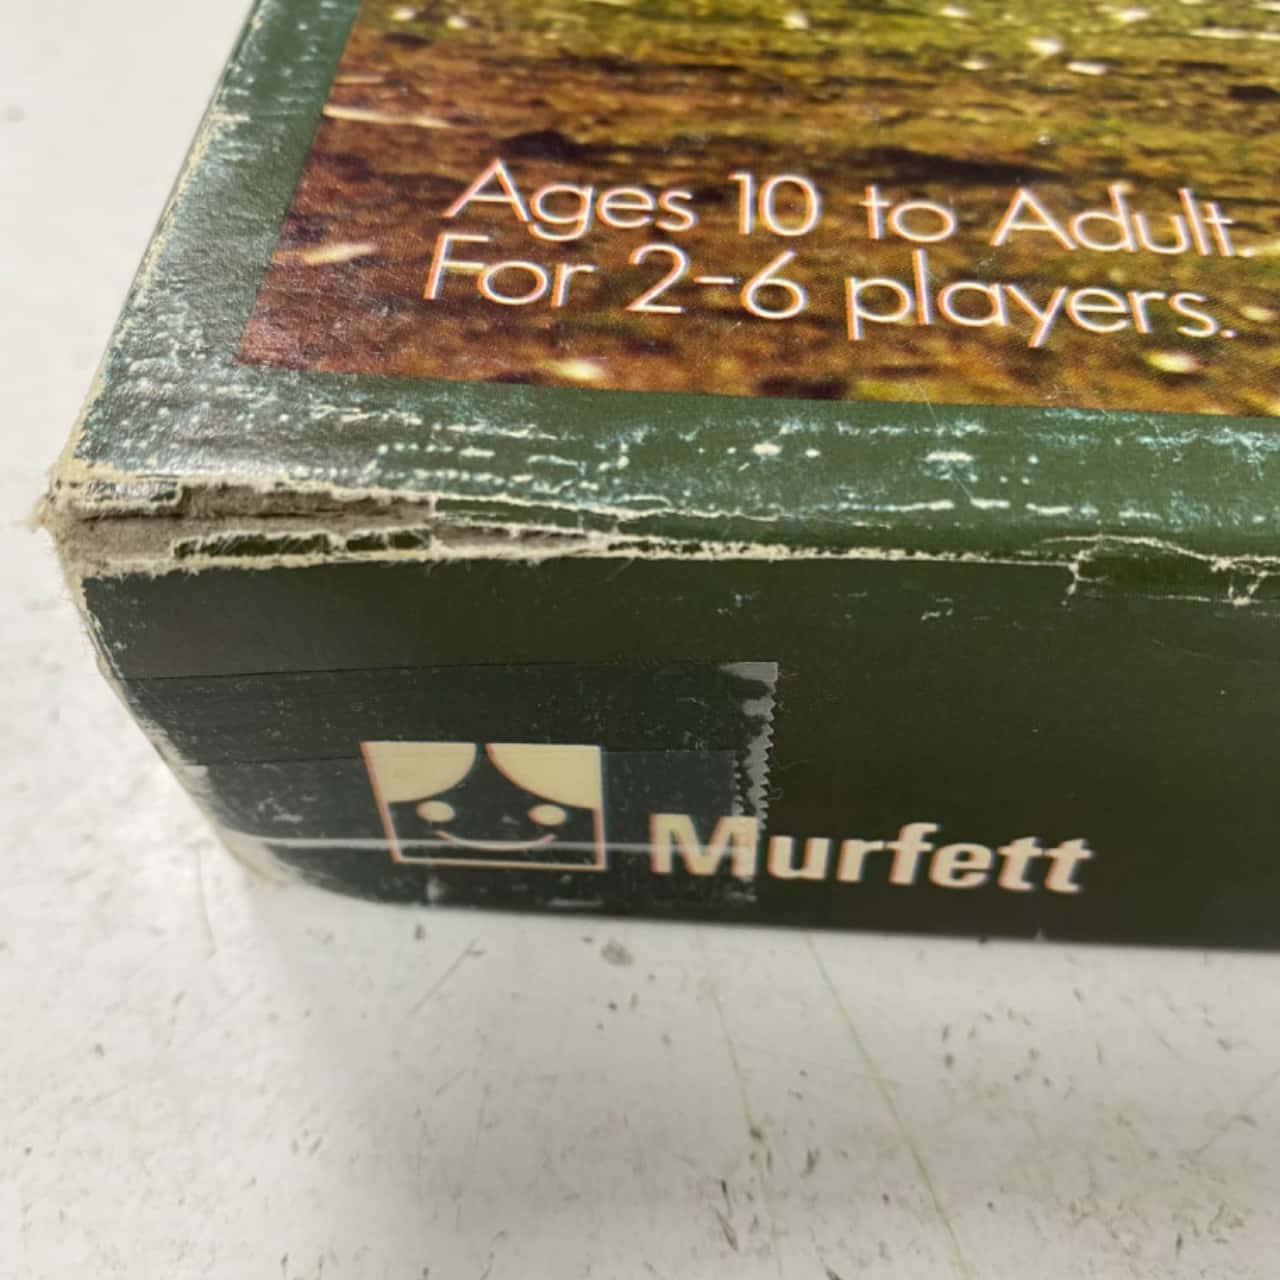 Ages 10 to Adult.
For 2-6 players.
Murfett